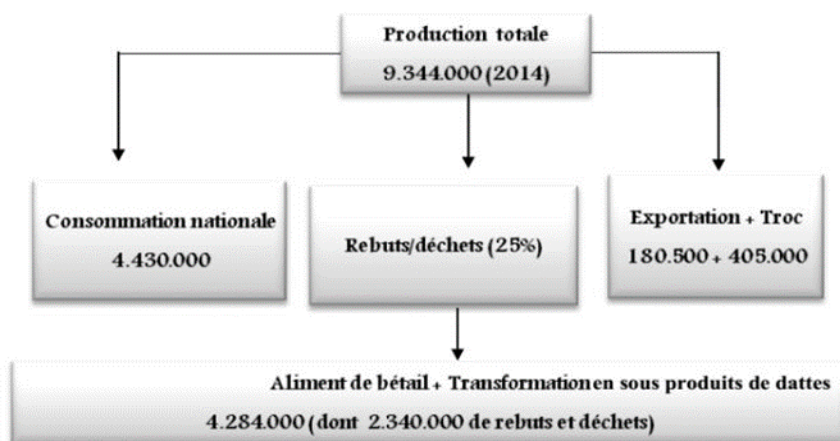 Production totale
9.344.000 (2014)
Consommation nationale
4.430.000
Rebuts/déchets (25%)
Exportation + Troc
180.500 + 405.000
Aliment de bétail + Transformation en sous produits de dattes
4.284.000 (dont 2.340.000 de rebuts et déchets)